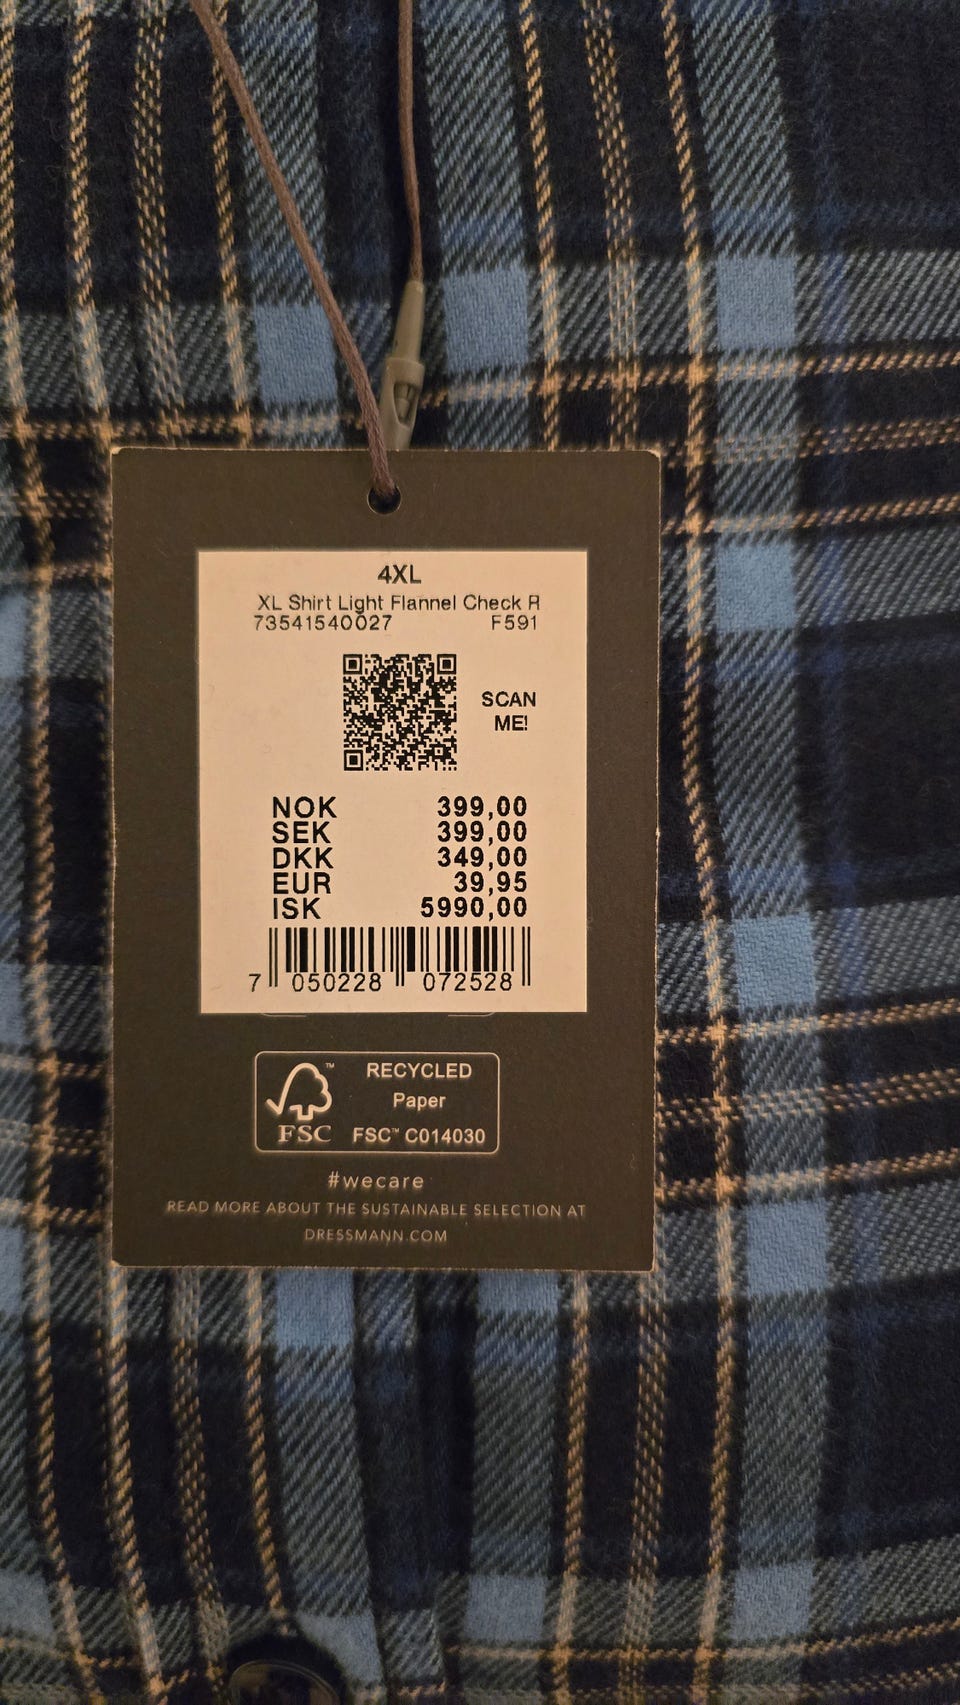 4XL
XL Shirt Light Flannel Check R
73541540027 F591
SCAN
ME!
NOK 399,00
SEK 399,00
DKK 349,00
EUR 39,95
ISK 5990,00
7 050228 072528
RECYCLED
Paper
FSC™ C014030
™
FSC
#wecare
READ MORE ABOUT THE SUSTAINABLE SELECTION AT
DRESSMANN.COM